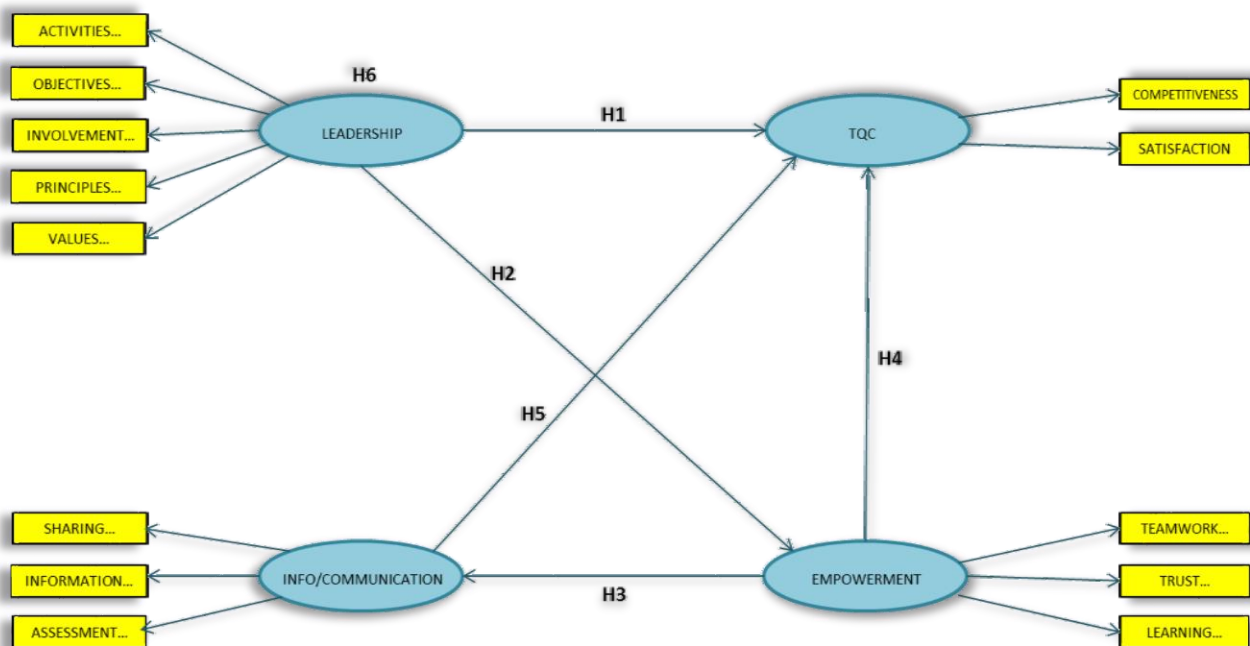 ACTIVITIES...
OBJECTIVES...
INVOLVEMENT...
PRINCIPLES...
VALUES...
H6
LEADERSHIP
H1
TQC
COMPETITIVENESS
SATISFACTION
H2
H4
H5
SHARING...
INFORMATION...
ASSESSMENT...
INFO/COMMUNICATION
H3
EMPOWERMENT
TEAMWORK...
TRUST...
LEARNING...